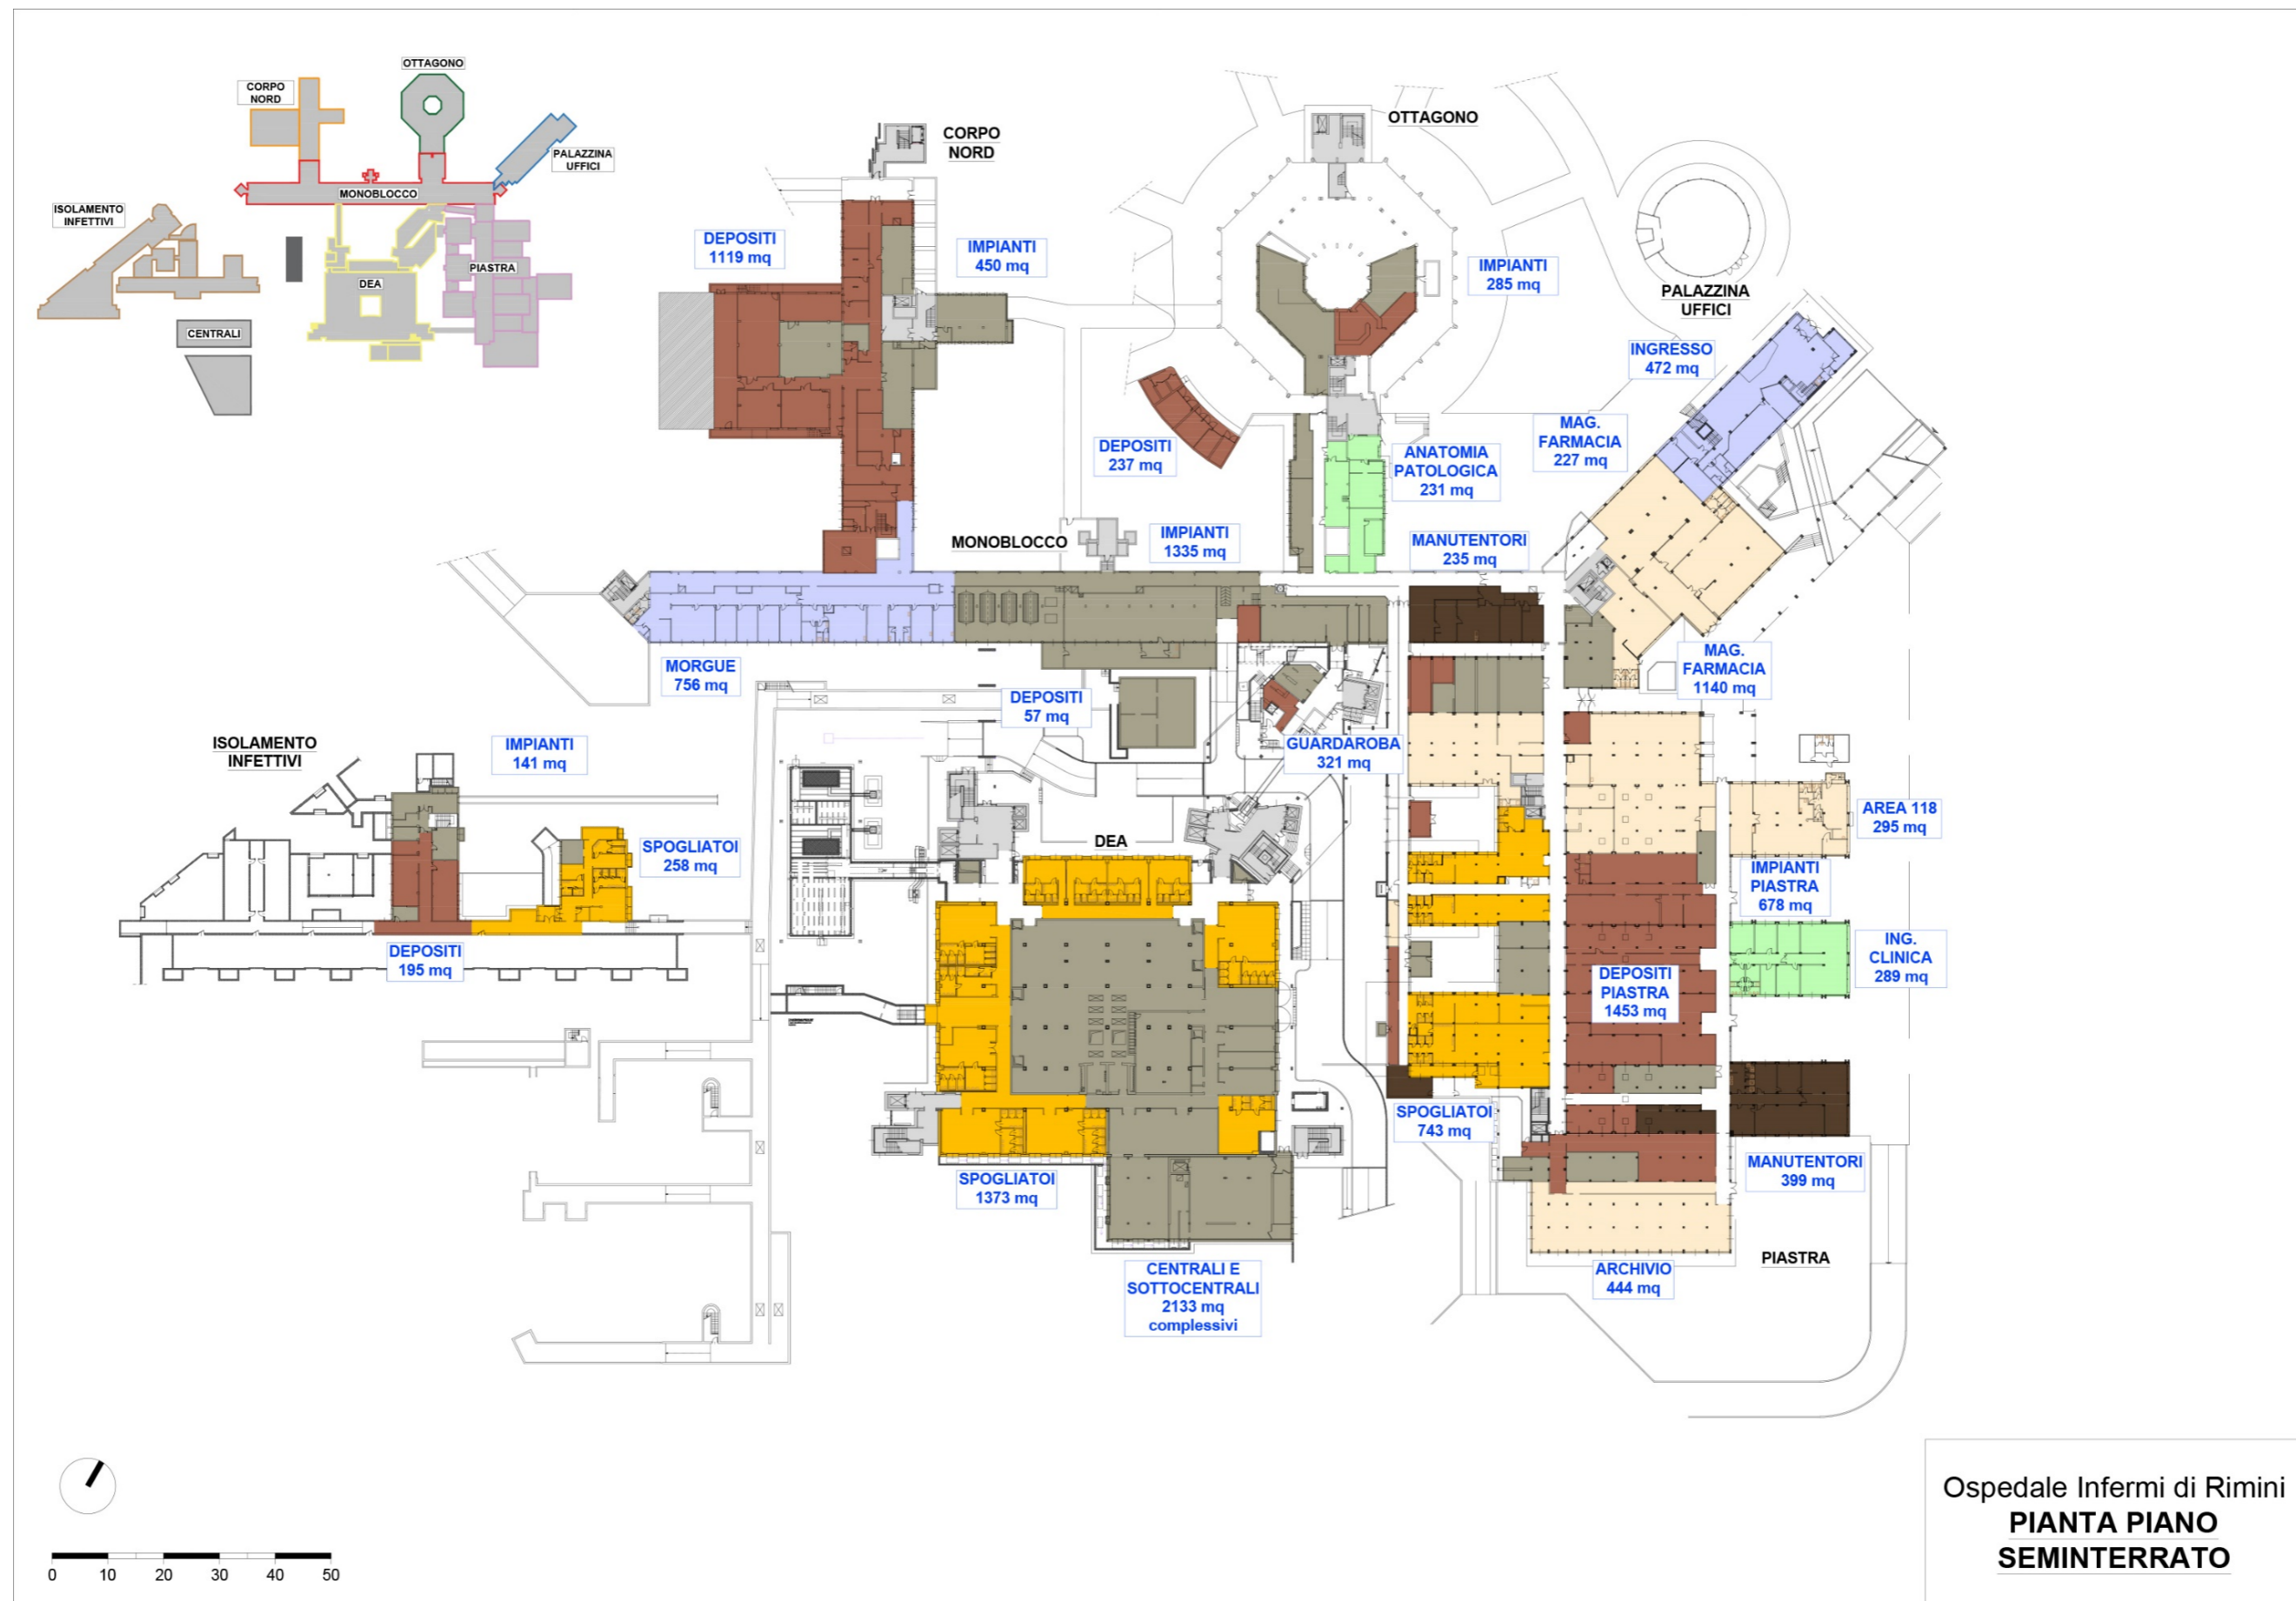 OTTAGONO
CORPO
NORD
PALAZZINA
UFFICI
MONOBLOCCO
ISOLAMENTO
INFETTIVI
PIASTRA
DEA
CENTRALI
CORPO
NORD
OTTAGONO
DEPOSITI
1119 mq
IMPIANTI
450 mq
IMPIANTI
285 mq
PALAZZINA
UFFICI
INGRESSO
472 mq
MAG.
FARMACIA
227 mq
DEPOSITI
237 mq
ANATOMIA
PATOLOGICA
231 mq
MONOBLOCCO
IMPIANTI
1335 mq
MANUTENTORI
235 mq
MORGUE
756 mq
MAG.
FARMACIA
1140 mq
DEPOSITI
57 mq
GUARDAROBA
321 mq
ISOLAMENTO
INFETTIVI
IMPIANTI
141 mq
SPOGLIATOI
258 mq
DEA
AREA 118
295 mq
IMPIANTI
PIASTRA
678 mq
DEPOSITI
195 mq
ING.
CLINICA
289 mq
DEPOSITI
PIASTRA
1453 mq
SPOGLIATOI
743 mq
SPOGLIATOI
1373 mq
MANUTENTORI
399 mq
CENTRALI E
SOTTOCENTRALI
2133 mq
complessivi
ARCHIVIO
444 mq
PIASTRA
0 10 20 30 40 50
Ospedale Infermi di Rimini
PIANTA PIANO
SEMINTERRATO